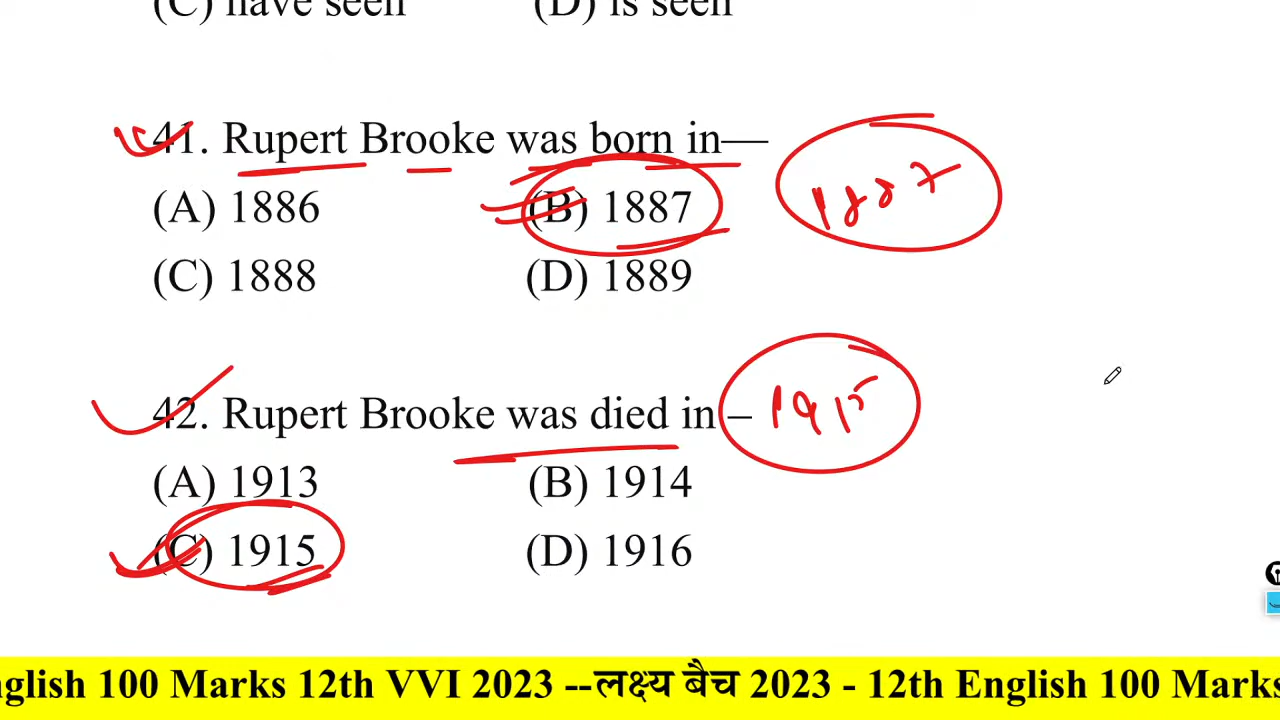 (C) have seen (D) is seen
41. Rupert Brooke was born in—
(A) 1886 (B) 1887 1887
(C) 1888 (D) 1889
42. Rupert Brooke was died in – 1915
(A) 1913 (B) 1914
(C) 1915 (D) 1916
nglish 100 Marks 12th VVI 2023 --लक्ष्य बैच 2023 - 12th English 100 Marks